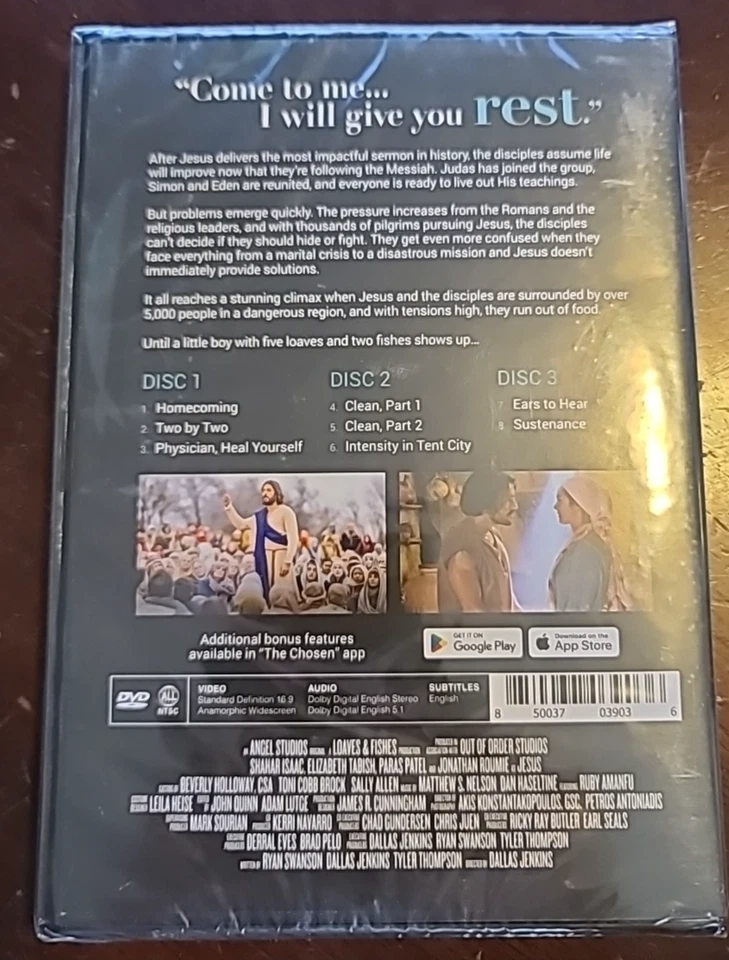 “Come to me...
I will give you rest.”
After Jesus delivers the most impactful sermon in history, the disciples assume life
will improve now that they're following the Messiah. Judas has joined the group,
Simon and Eden are reunited, and everyone is ready to live out His teachings.
But problems emerge quickly. The pressure increases from the Romans and the
religious leaders, and with thousands of pilgrims pursuing Jesus, the disciples
can't decide if they should hide or fight. They get even more confused when they
face everything from a marital crisis to a disastrous mission and Jesus doesn't
immediately provide solutions.
It all reaches a stunning climax when Jesus and the disciples are surrounded by over
5,000 people in a dangerous region, and with tensions high, they run out of food.
Until a little boy with five loaves and two fishes shows up...
DISC 1
1. Homecoming
2. Two by Two
3. Physician, Heal Yourself
DISC 2
4. Clean, Part 1
5. Clean, Part 2
6. Intensity in Tent City
DISC 3
7. Ears to Hear
8. Sustenance
Additional bonus features
available in "The Chosen" app
GET IT ON
Google Play
Download on the
App Store
DVD
ALL
NTSC
VIDEO
Standard Definition 16.9
Anamorphic Widescreen
AUDIO
Dolby Digital English Stereo
Dolby Digital English 5.1
SUBTITLES
English
8 50037 03903 6
ANGEL STUDIOS LOAVES & FISHES OUT OF ORDER STUDIOS
SHAHAR ISAAC, ELIZABETH TABISH, PARAS PATEL JONATHAN ROUMIE JESUS
BEVERLY HOLLOWAY, CSA TONI COBB BROCK SALLY ALLEN MATTHEW S. NELSON DAN HASELTINE RUBY AMANFU
LEILA HEISE JOHN QUINN ADAM LUTGE JAMES R. CUNNINGHAM AKIS KONSTANTAKOPOULOS, GSC, PETROS ANTONIADIS
MARK SOURIAN KERRI NAVARRO CHAD GUNDERSEN CHRIS JUEN RICKY RAY BUTLER EARL SEALS
DERRAL EVES BRAD PELO DALLAS JENKINS RYAN SWANSON TYLER THOMPSON
WRITTEN BY RYAN SWANSON DALLAS JENKINS TYLER THOMPSON DIRECTED BY DALLAS JENKINS